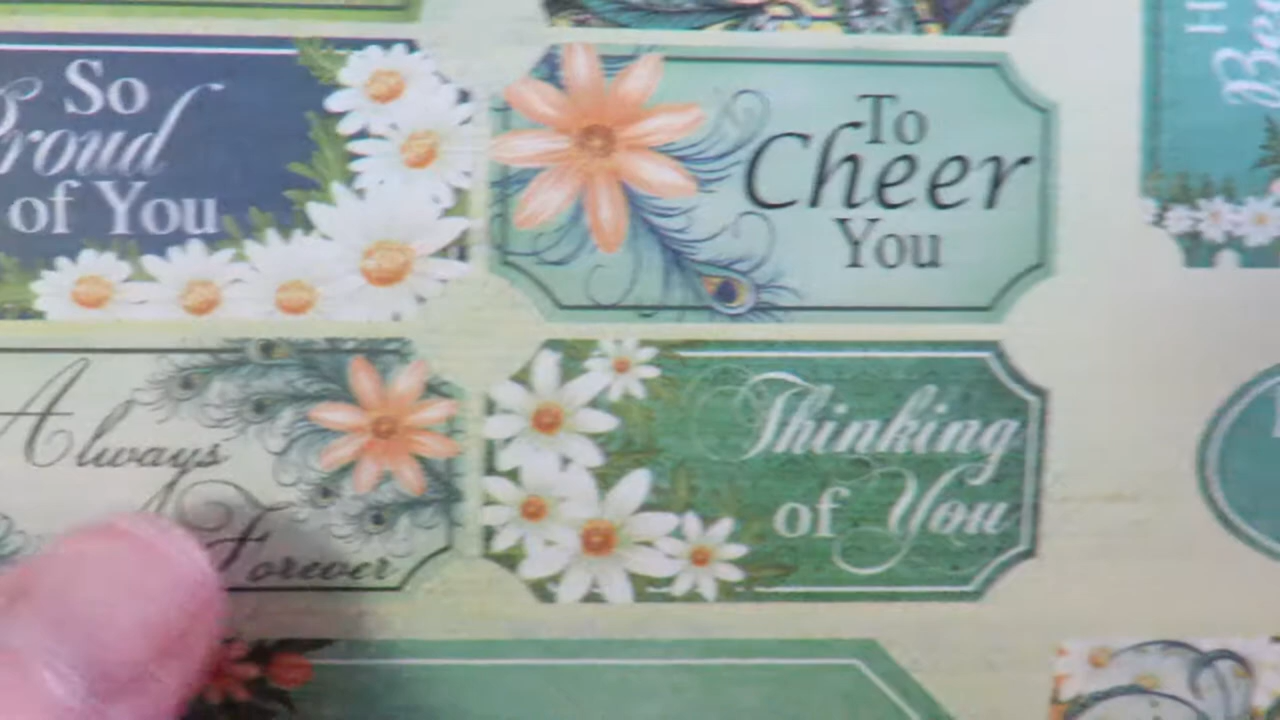 So
Proud
of You
To
Cheer
You
Always
Forever
Thinking
of You